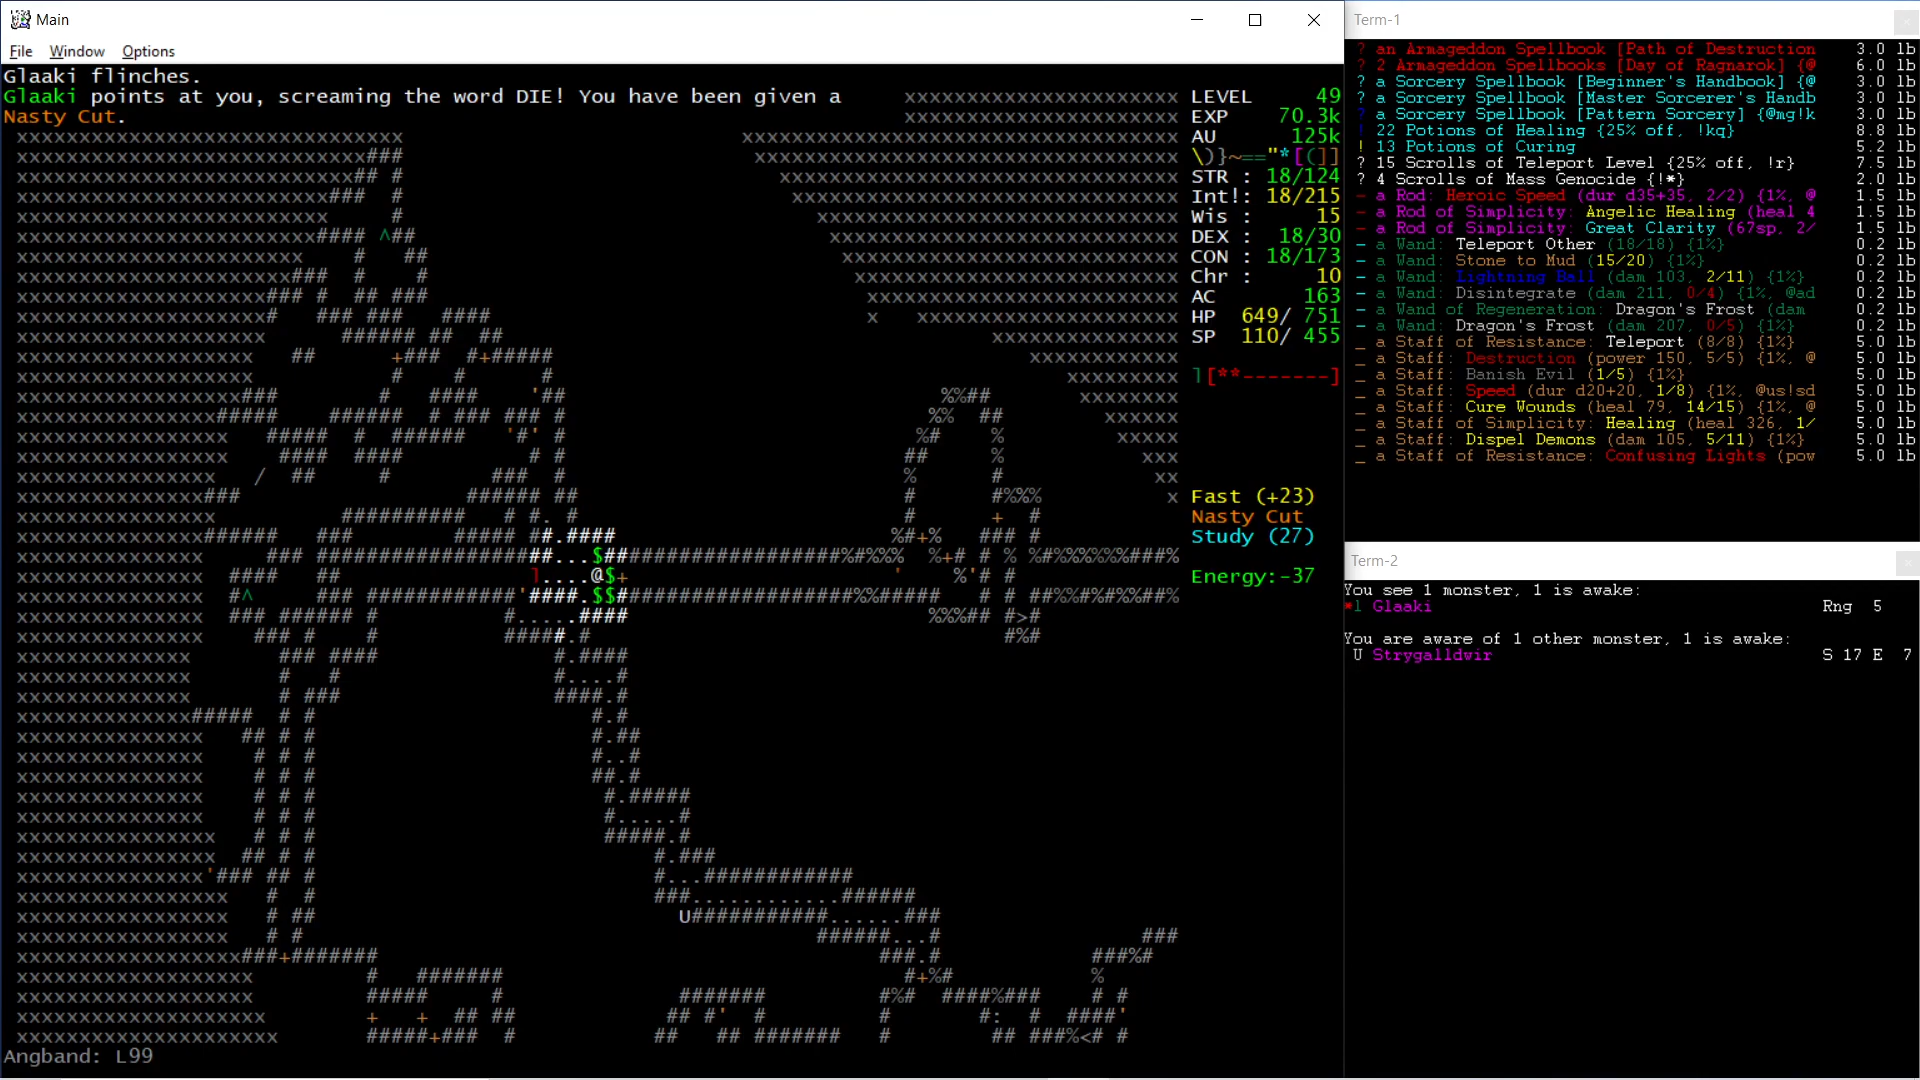 Main
File Window Options
Glaaki flinches.
Glaaki points at you, screaming the word DIE! You have been given a
Nasty Cut.
LEVEL 49
EXP 70.3k
AU 125k
\)}~=="*[(]]
STR : 18/124
Int!: 18/215
Wis : 15
DEX : 18/30
CON : 18/173
Chr : 10
AC 163
HP 649/ 751
SP 110/ 455
l[**-------]
Fast (+23)
Nasty Cut
Study (27)
Energy:-37
Angband: L99
Term-1
? an Armageddon Spellbook [Path of Destruction 3.0 lb
? 2 Armageddon Spellbooks [Day of Ragnarok] {@ 6.0 lb
? a Sorcery Spellbook [Beginner's Handbook] {@ 3.0 lb
? a Sorcery Spellbook [Master Sorcerer's Handb 3.0 lb
? a Sorcery Spellbook [Pattern Sorcery] {@mg!k 3.0 lb
! 22 Potions of Healing {25% off, !kq} 8.8 lb
! 13 Potions of Curing 5.2 lb
? 15 Scrolls of Teleport Level {25% off, !r} 7.5 lb
? 4 Scrolls of Mass Genocide {!*} 2.0 lb
- a Rod: Heroic Speed (dur d35+35, 2/2) {1%, @ 1.5 lb
- a Rod of Simplicity: Angelic Healing (heal 4 1.5 lb
- a Rod of Simplicity: Great Clarity (67sp, 2/ 1.5 lb
- a Wand: Teleport Other (18/18) {1%} 0.2 lb
- a Wand: Stone to Mud (15/20) {1%} 0.2 lb
- a Wand: Lightning Ball (dam 103, 2/11) {1%} 0.2 lb
- a Wand: Disintegrate (dam 211, 0/4) {1%, @ad 0.2 lb
- a Wand of Regeneration: Dragon's Frost (dam 0.2 lb
- a Wand: Dragon's Frost (dam 207, 0/5) {1%} 0.2 lb
_ a Staff of Resistance: Teleport (8/8) {1%} 5.0 lb
_ a Staff: Destruction (power 150, 5/5) {1%, @ 5.0 lb
_ a Staff: Banish Evil (1/5) {1%} 5.0 lb
_ a Staff: Speed (dur d20+20, 1/8) {1%, @us!sd 5.0 lb
_ a Staff: Cure Wounds (heal 79, 14/15) {1%, @ 5.0 lb
_ a Staff of Simplicity: Healing (heal 326, 1/ 5.0 lb
_ a Staff: Dispel Demons (dam 105, 5/11) {1%} 5.0 lb
_ a Staff of Resistance: Confusing Lights (pow 5.0 lb
Term-2
You see 1 monster, 1 is awake:
*l Glaaki Rng 5
You are aware of 1 other monster, 1 is awake:
U Strygalldwir S 17 E 7